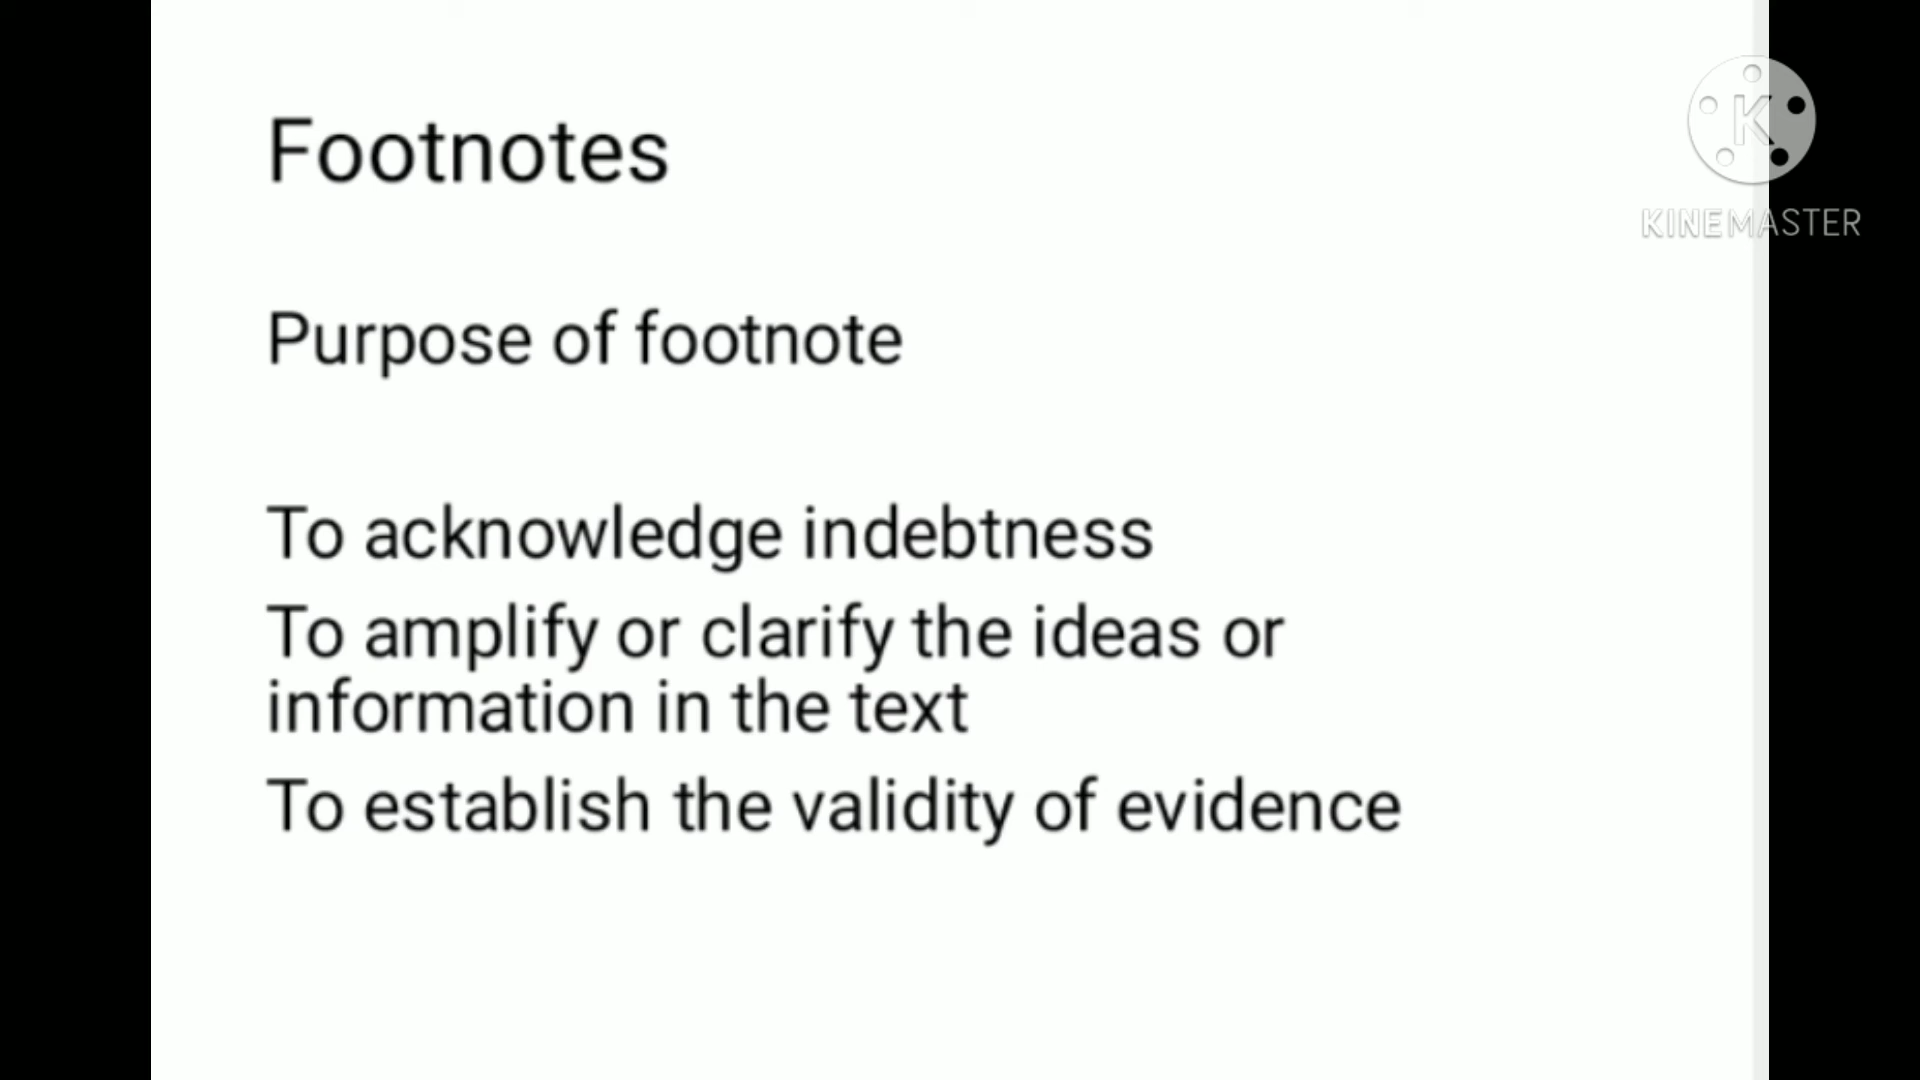 Footnotes
KINEMASTER
Purpose of footnote
To acknowledge indebtness
To amplify or clarify the ideas or
information in the text
To establish the validity of evidence